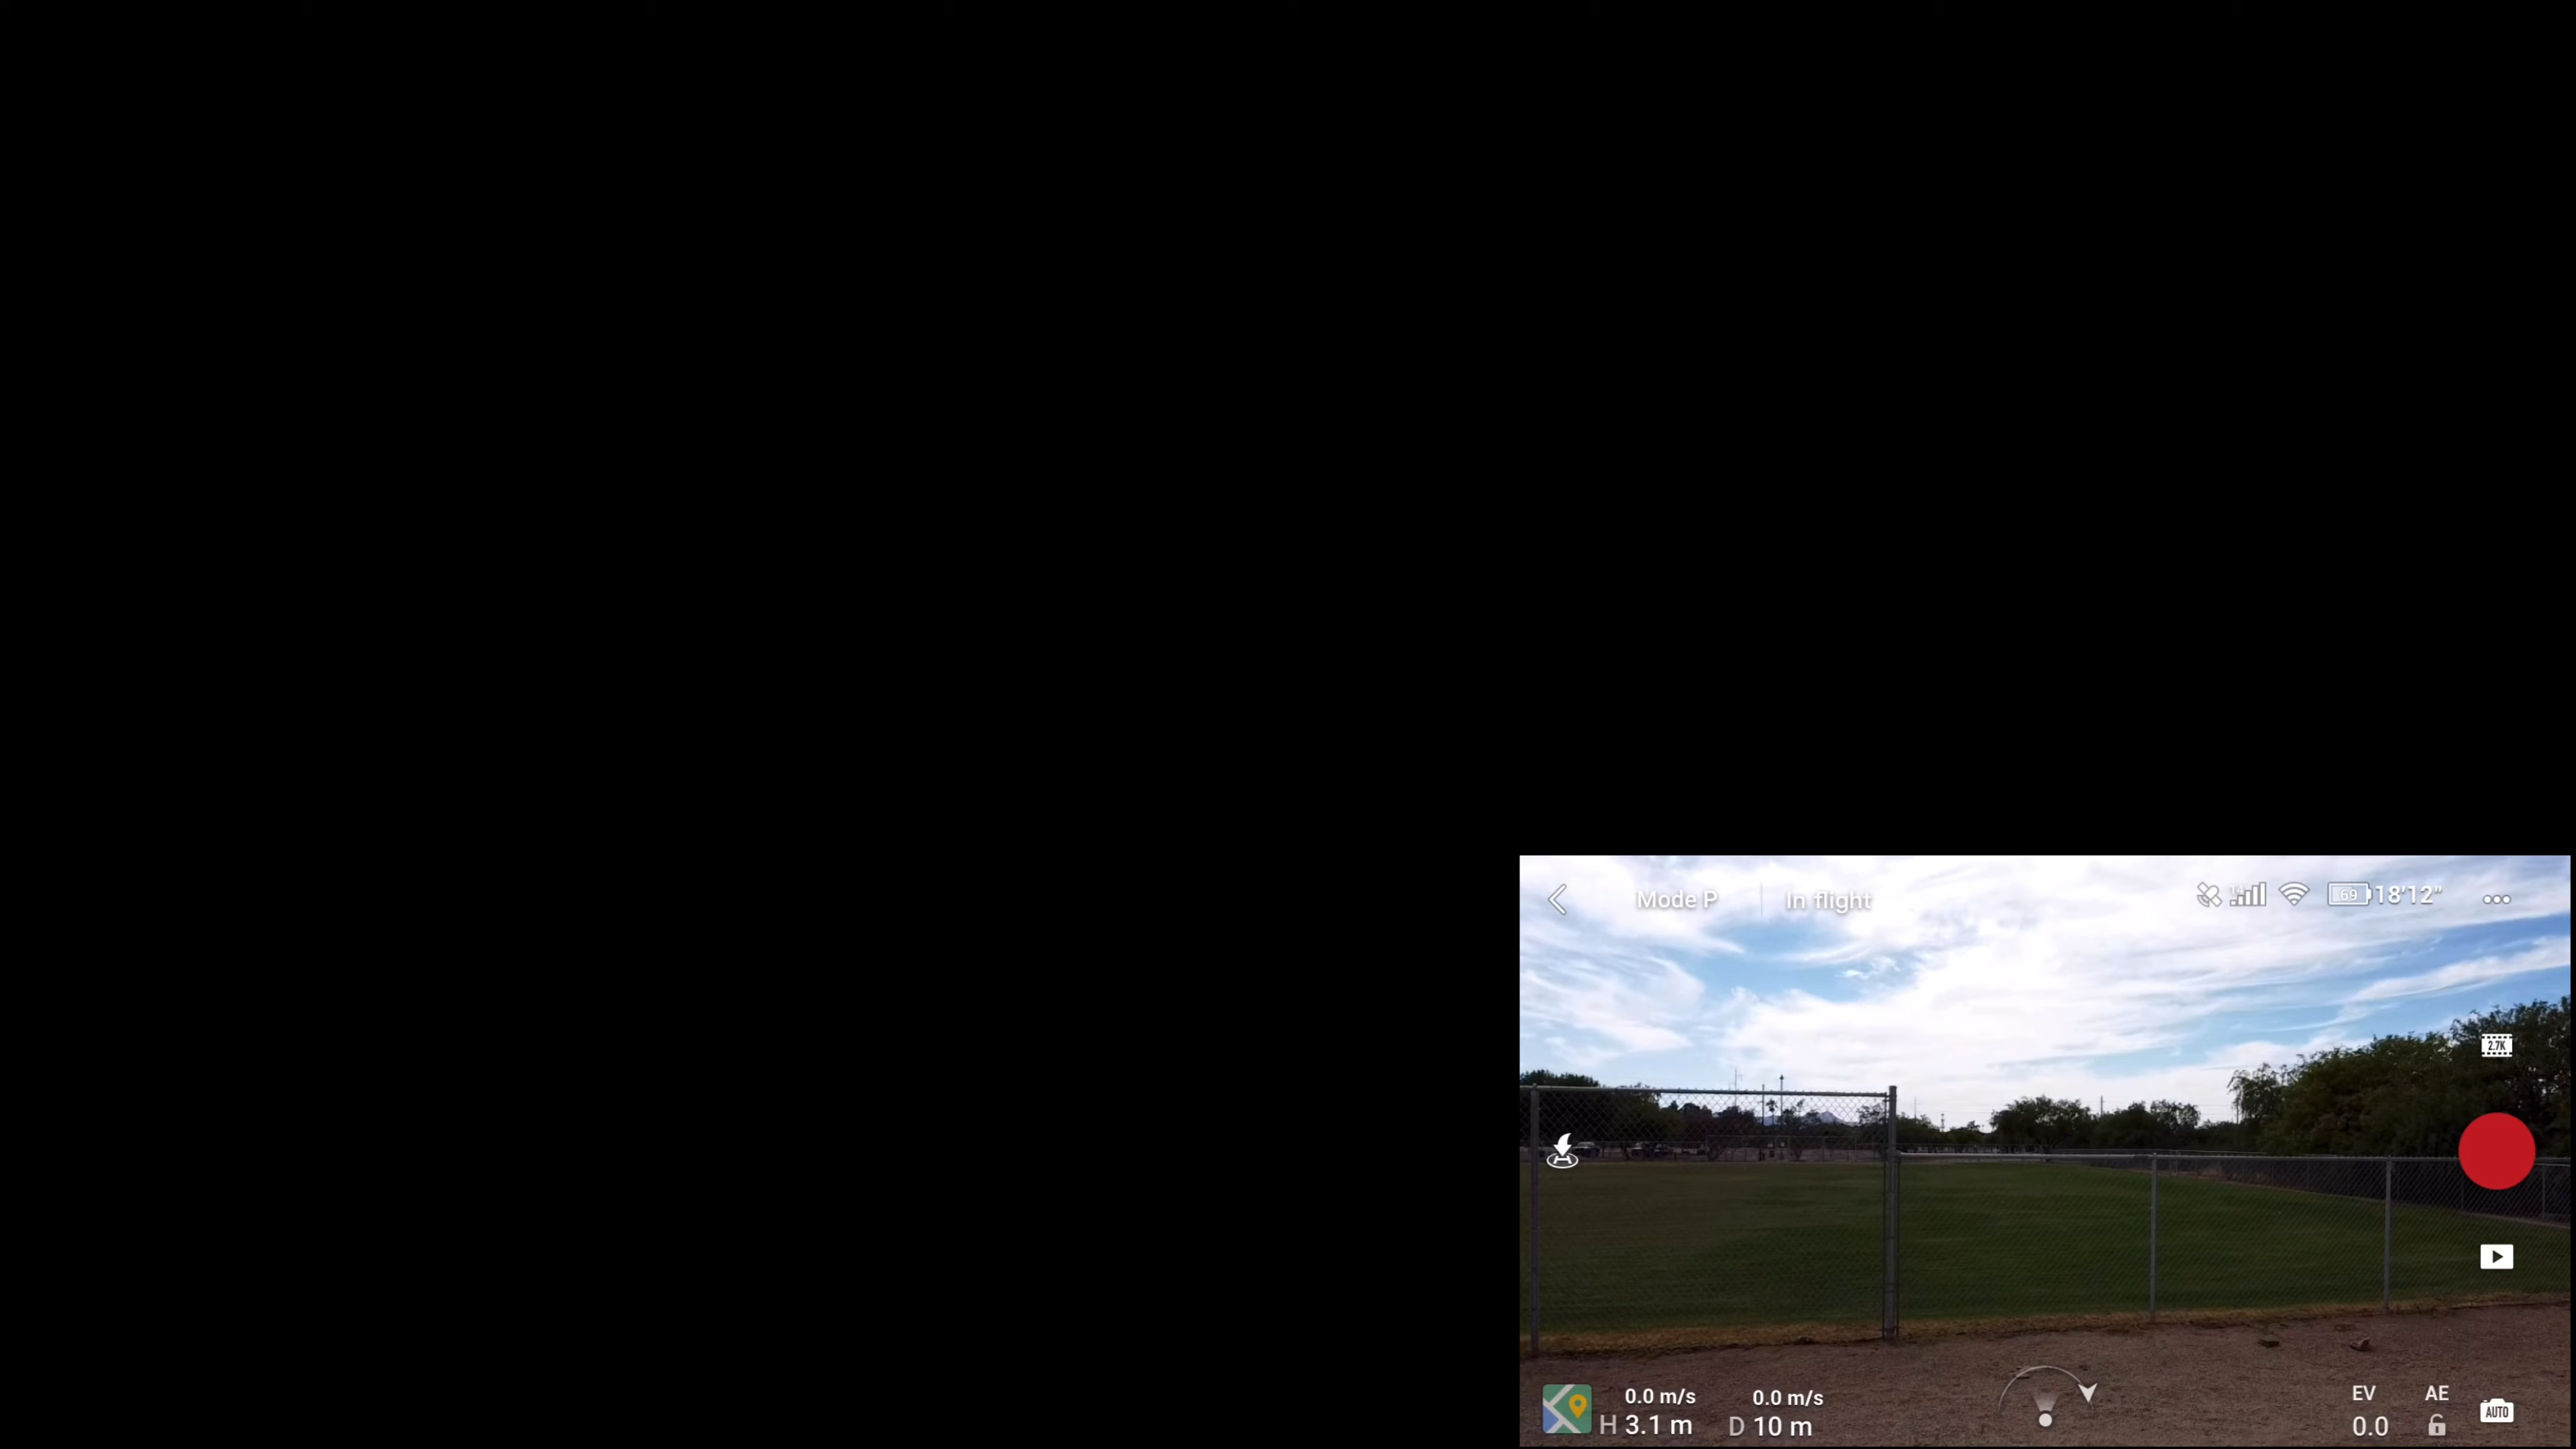 Mode P In flight 14 69 18'12"
2.7K
0.0 m/s 0.0 m/s
H 3.1 m D 10 m
EV AE
0.0 AUTO